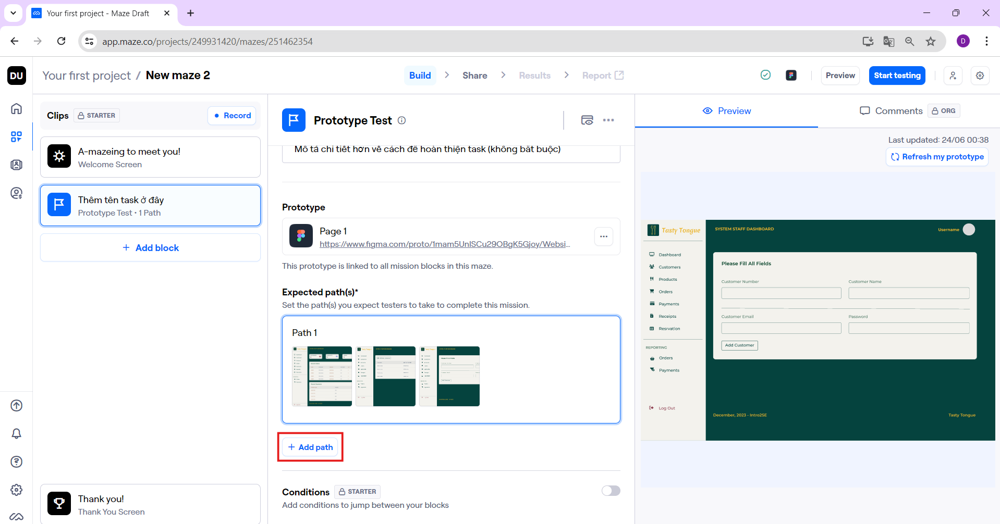 Your first project - Maze Draft
app.maze.co/projects/249931420/mazes/251462354
D
DU
Your first project / New maze 2
Build
Share
Results
Report
Preview
Start testing
Clips
STARTER
Record
A-mazeing to meet you!
Welcome Screen
Thêm tên task ở đây
Prototype Test • 1 Path
+ Add block
Thank you!
Thank You Screen
Prototype Test
Mô tả chi tiết hơn về cách để hoàn thiện task (không bắt buộc)
Prototype
Page 1
https://www.figma.com/proto/1mam5UnlSCu29OBgK5Gjoy/Websi...
This prototype is linked to all mission blocks in this maze.
Expected path(s)*
Set the path(s) you expect testers to take to complete this mission.
Path 1
+ Add path
Conditions
STARTER
Add conditions to jump between your blocks
Preview
Comments
ORG
Last updated: 24/06 00:38
Refresh my prototype
Tasty Tongue
SYSTEM STAFF DASHBOARD
Username
Dashboard
Customers
Products
Orders
Payments
Receipts
Resrvation
REPORTING
Orders
Payments
Log Out
Please Fill All Fields
Customer Number
Customer Name
Customer Email
Password
Add Customer
December, 2023 - Intro2SE
Tasty Tongue